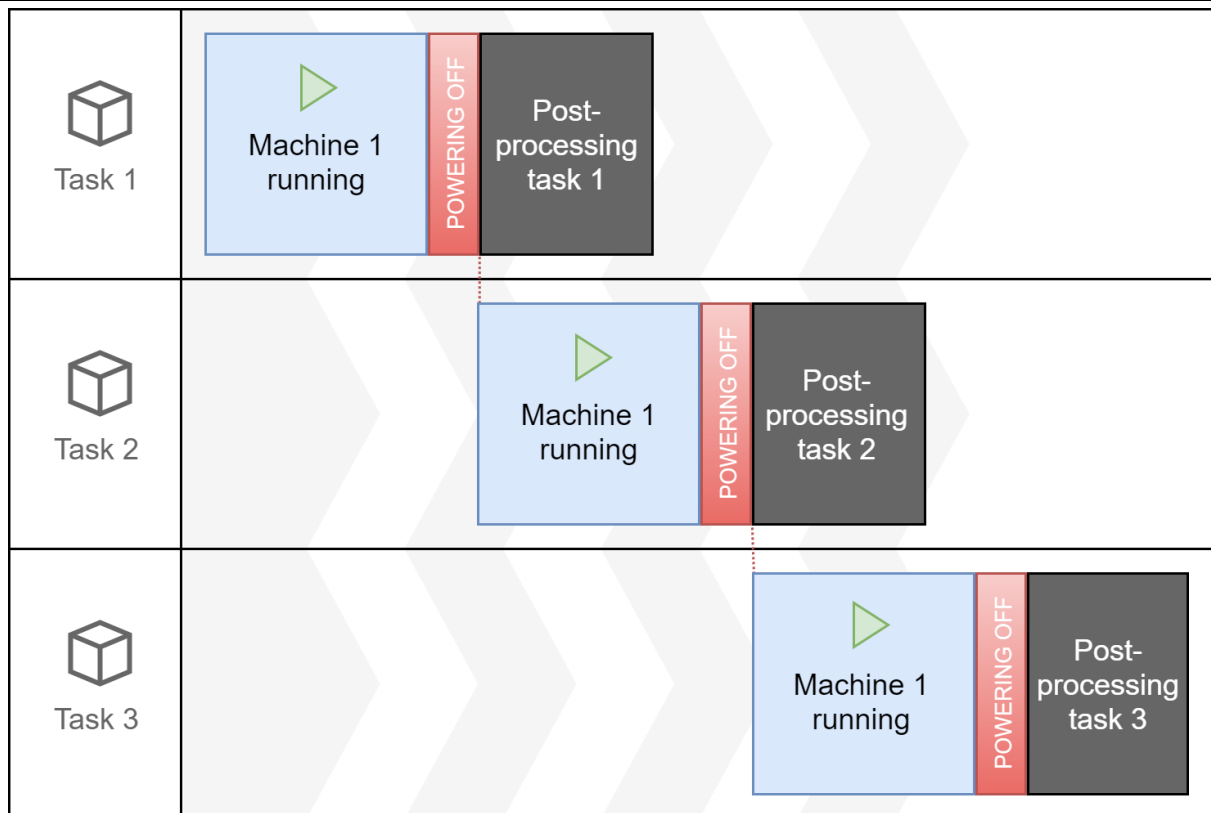 Task 1
Machine 1
running
POWERING OFF
Post-
processing
task 1
Task 2
Machine 1
running
POWERING OFF
Post-
processing
task 2
Task 3
Machine 1
running
POWERING OFF
Post-
processing
task 3